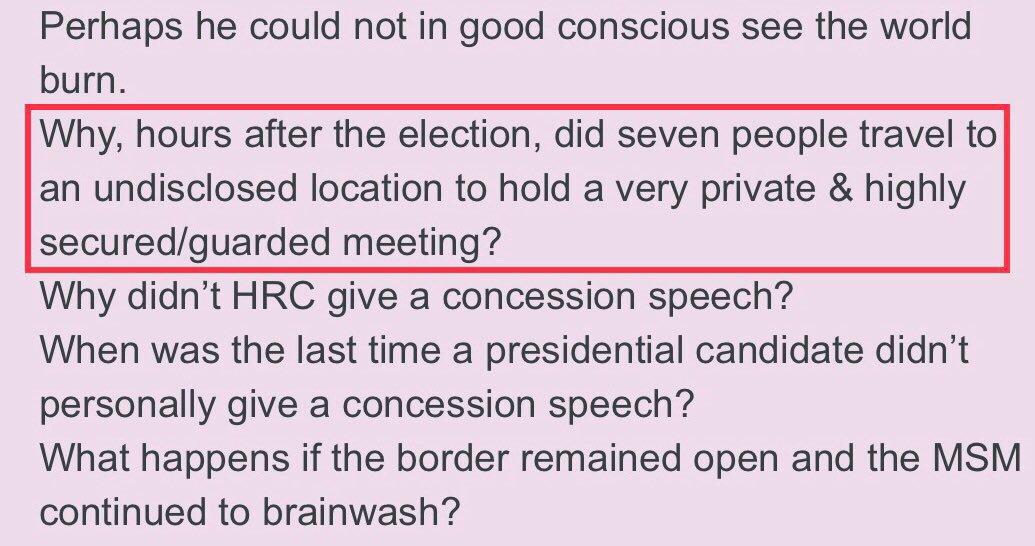 Perhaps he could not in good conscious see the world
burn.
Why, hours after the election, did seven people travel to
an undisclosed location to hold a very private & highly
secured/guarded meeting?
Why didn’t HRC give a concession speech?
When was the last time a presidential candidate didn’t
personally give a concession speech?
What happens if the border remained open and the MSM
continued to brainwash?